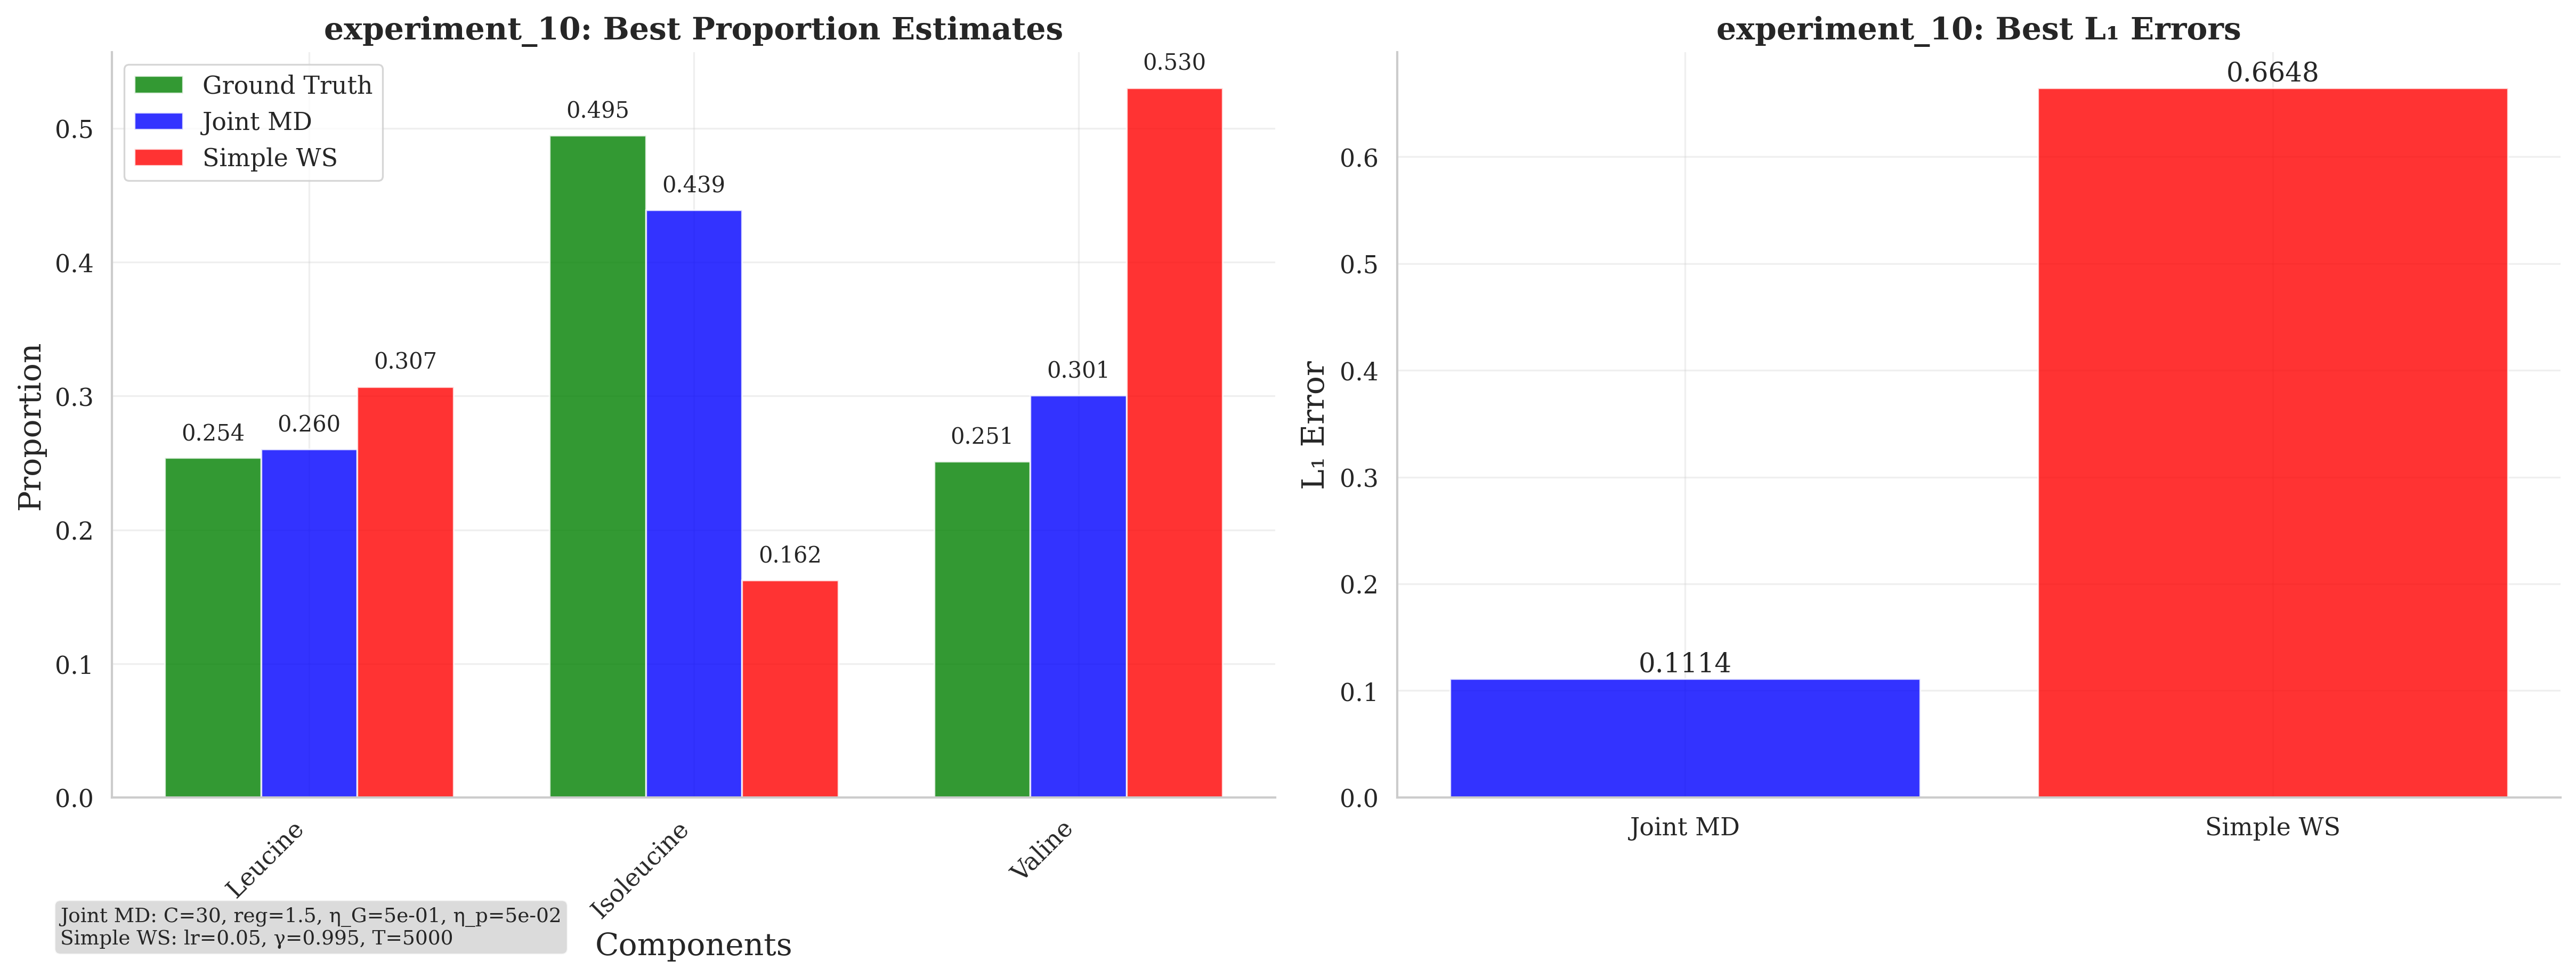 experiment_10: Best Proportion Estimates
Ground Truth
Joint MD
Simple WS
Proportion
0.5
0.4
0.3
0.2
0.1
0.0
0.254
0.260
0.307
0.495
0.439
0.162
0.251
0.301
0.530
Leucine
Isoleucine
Valine
Components
Joint MD: C=30, reg=1.5, η_G=5e-01, η_p=5e-02
Simple WS: lr=0.05, γ=0.995, T=5000
experiment_10: Best L₁ Errors
L₁ Error
0.6
0.5
0.4
0.3
0.2
0.1
0.0
0.1114
0.6648
Joint MD
Simple WS